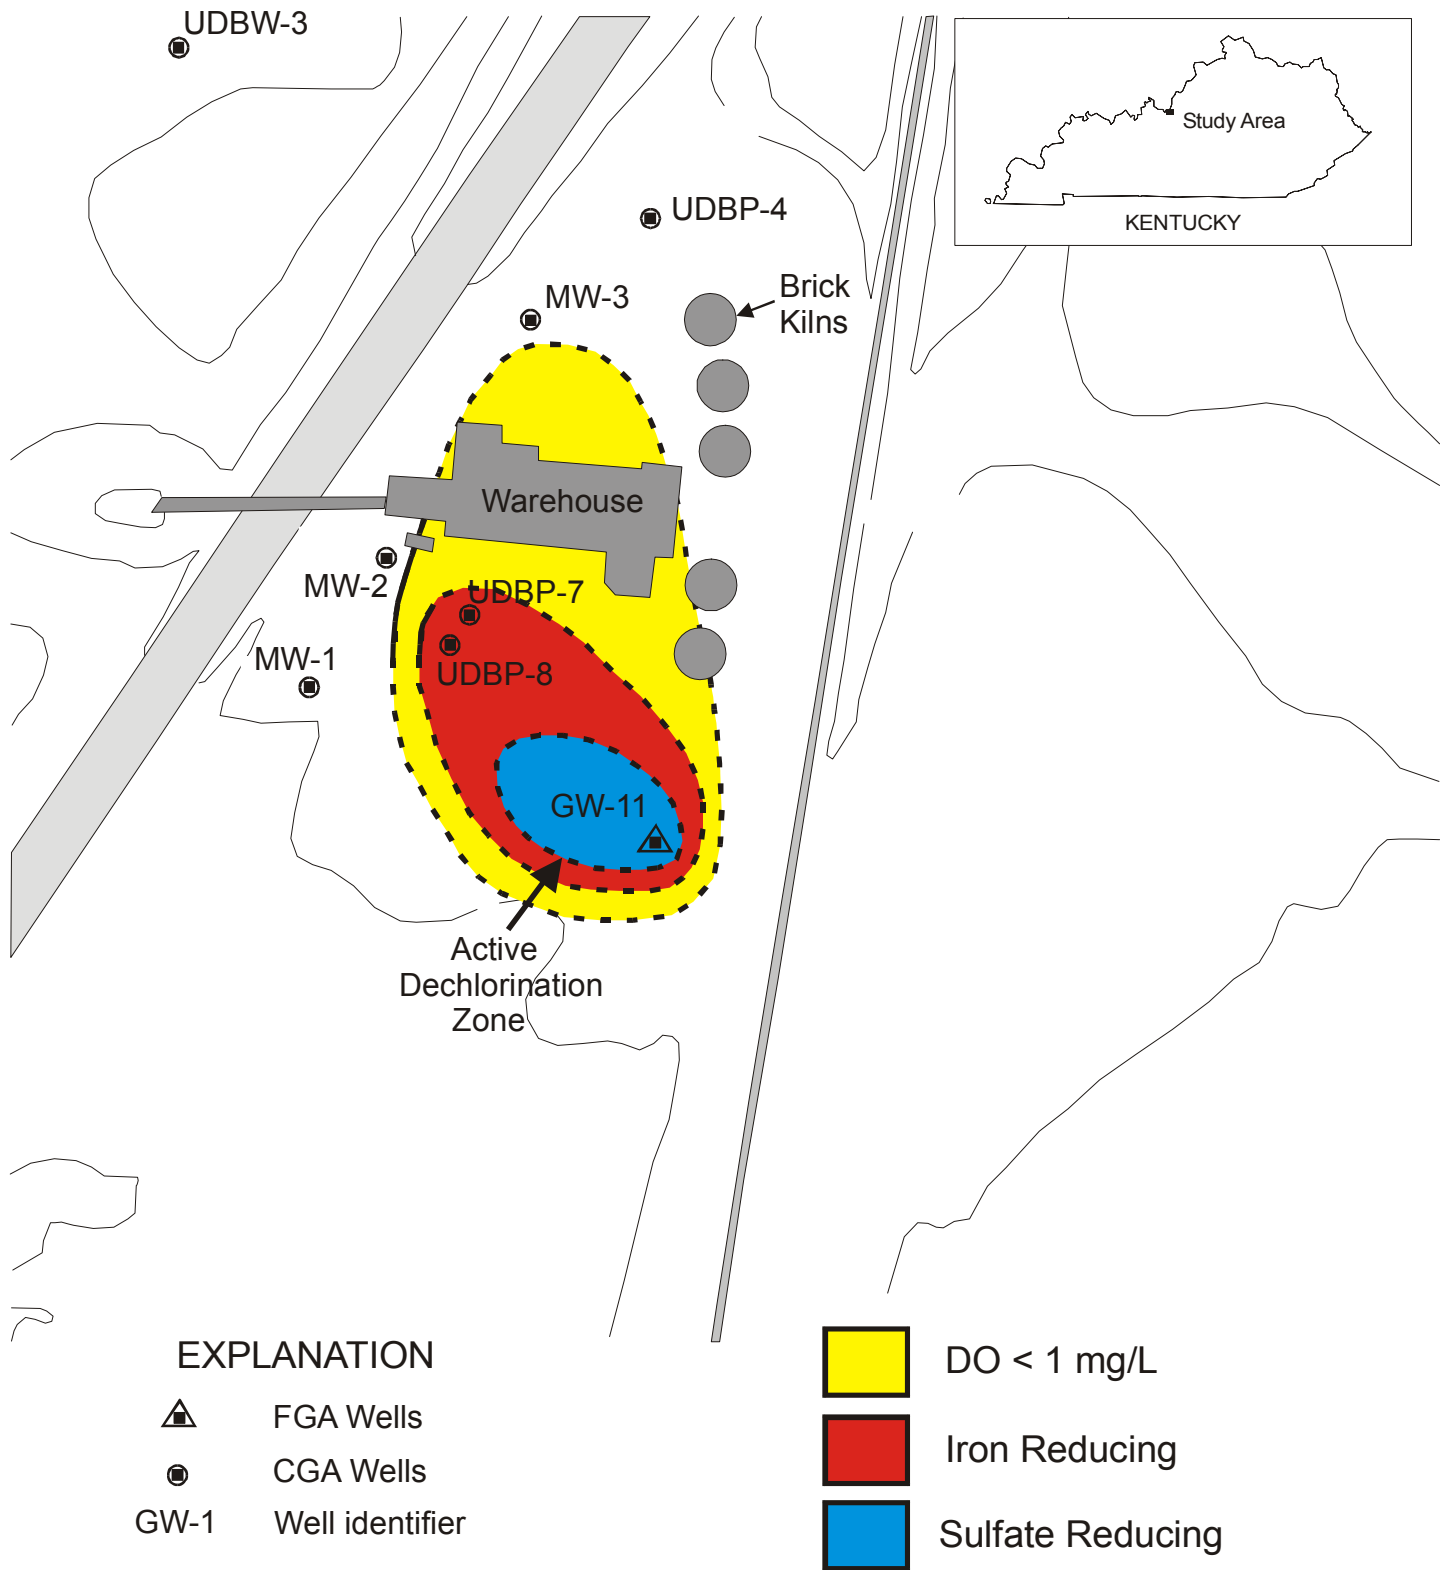 UDBW-3
Study Area
KENTUCKY
UDBP-4
MW-3
Brick
Kilns
Warehouse
MW-2
UDBP-7
MW-1
UDBP-8
GW-11
Active
Dechlorination
Zone
EXPLANATION
FGA Wells
CGA Wells
GW-1 Well identifier
DO < 1 mg/L
Iron Reducing
Sulfate Reducing